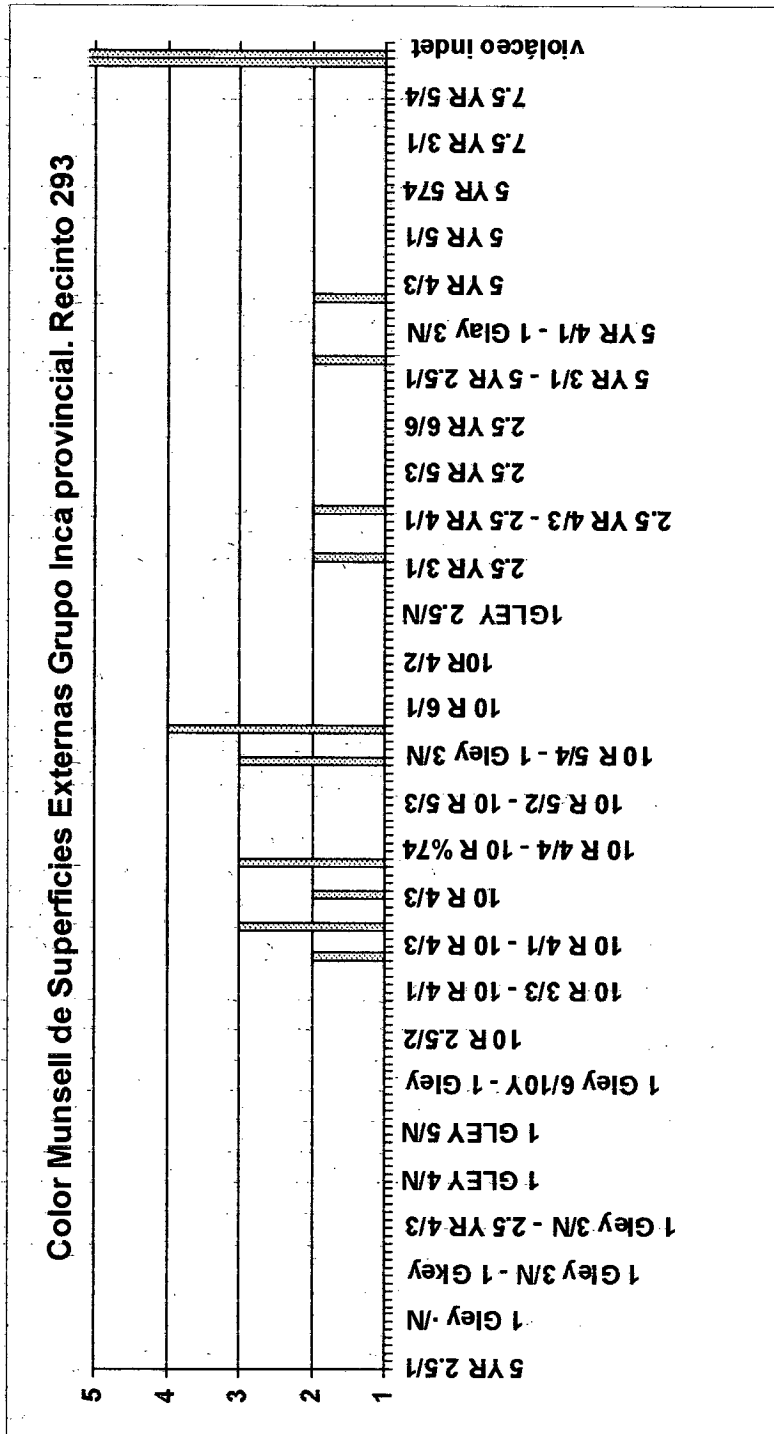 Color Munsell de Superficies Externas Grupo Inca provincial. Recinto 293
5
4
3
2
1
5 YR 2.5/1
1 Gley ·/N
1 Gley 3/N - 1 Gkey
1 Gley 3/N - 2.5 YR 4/3
1 GLEY 4/N
1 GLEY 5/N
1 Gley 6/10Y - 1 Gley
10 R 2.5/2
10 R 3/3 - 10 R 4/1
10 R 4/1 - 10 R 4/3
10 R 4/3
10 R 4/4 - 10 R %74
10 R 5/2 - 10 R 5/3
10 R 5/4 - 1 Gley 3/N
10 R 6/1
10R 4/2
1GLEY 2.5/N
2.5 YR 3/1
2.5 YR 4/3 - 2.5 YR 4/1
2.5 YR 5/3
2.5 YR 6/6
5 YR 3/1 - 5 YR 2.5/1
5 YR 4/1 - 1 Glay 3/N
5 YR 4/3
5 YR 5/1
5 YR 574
7.5 YR 3/1
7.5 YR 5/4
violáceo indet